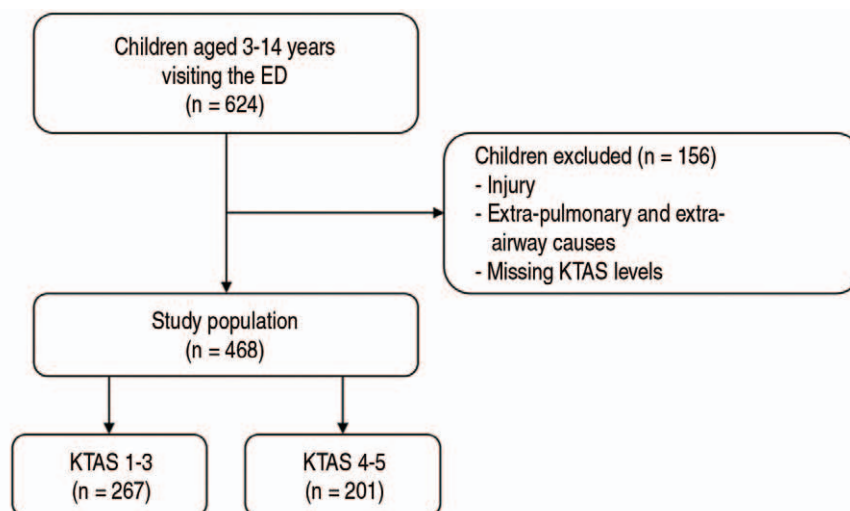 Children aged 3-14 years
visiting the ED
(n = 624)
Children excluded (n = 156)
- Injury
- Extra-pulmonary and extra-
airway causes
- Missing KTAS levels
Study population
(n = 468)
KTAS 1-3
(n = 267)
KTAS 4-5
(n = 201)